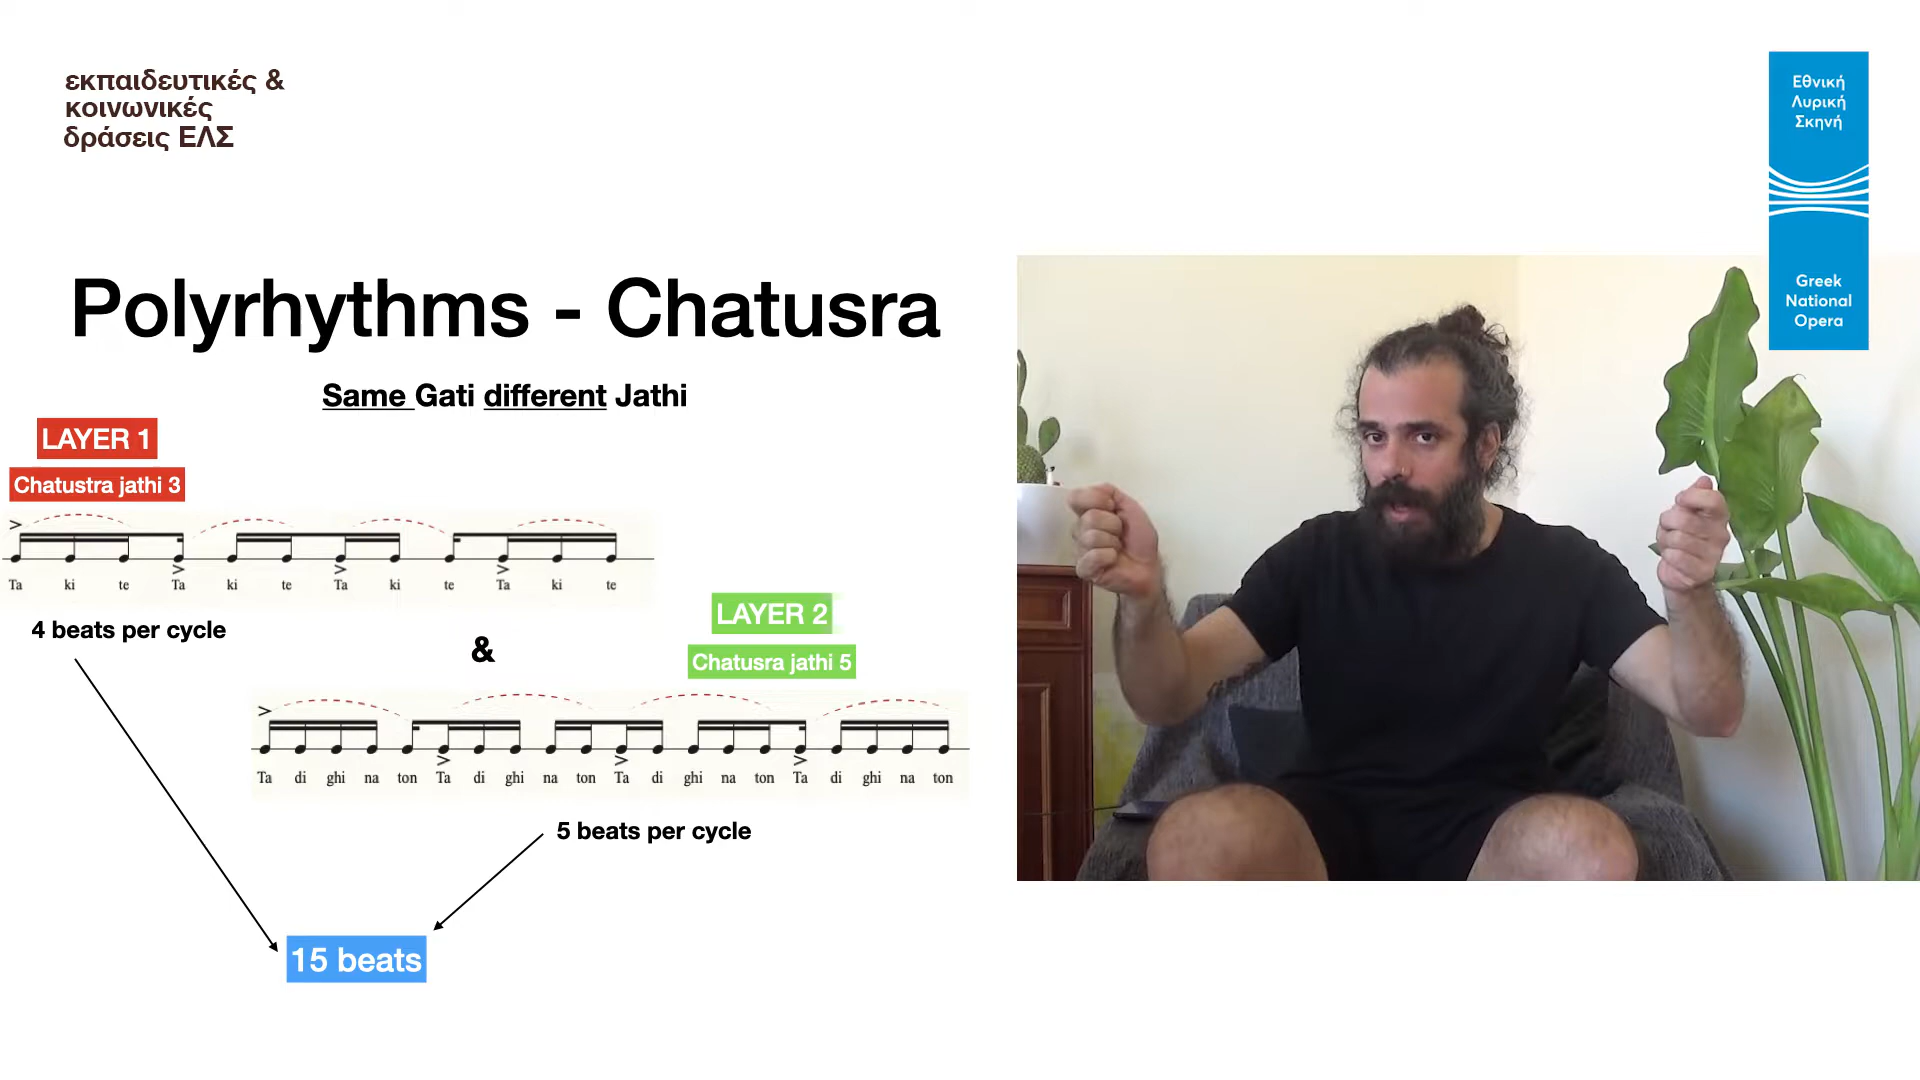 εκπαιδευτικές &
κοινωνικές
δράσεις ΕΛΣ
Εθνική
Λυρική
Σκηνή
Greek
National
Opera
Polyrhythms - Chatusra
Same Gati different Jathi
LAYER 1
Chatustra jathi 3
Ta ki te Ta ki te Ta ki te Ta ki te
4 beats per cycle
&
LAYER 2
Chatusra jathi 5
Ta di ghi na ton Ta di ghi na ton Ta di ghi na ton Ta di ghi na ton
5 beats per cycle
15 beats